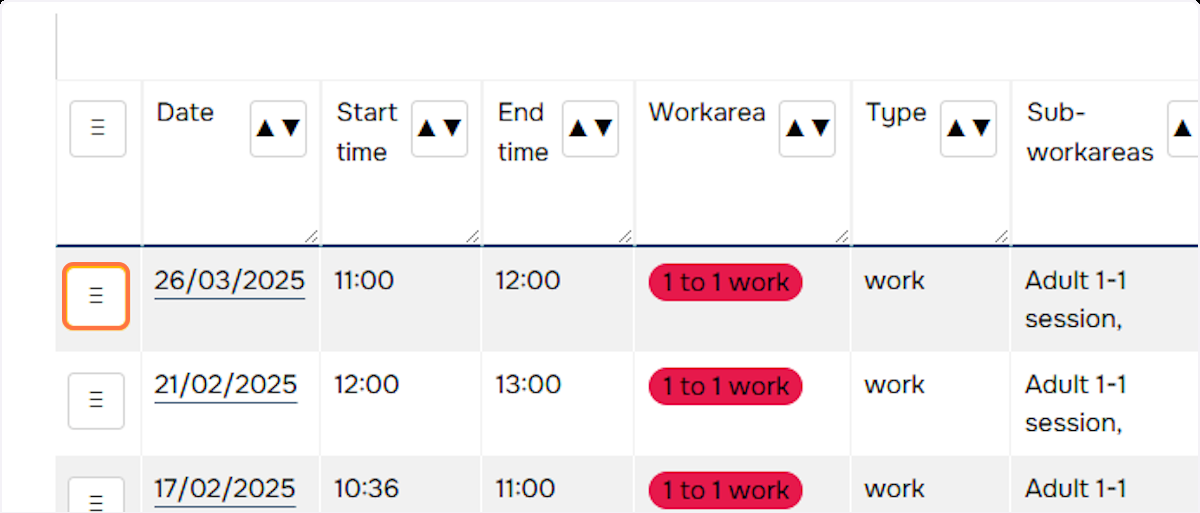 ☰ Date ▲▼ Start time ▲▼ End time ▲▼ Workarea ▲▼ Type ▲▼ Sub-workareas ▲
☰ 26/03/2025 11:00 12:00 1 to 1 work work Adult 1-1 session,
☰ 21/02/2025 12:00 13:00 1 to 1 work work Adult 1-1 session,
☰ 17/02/2025 10:36 11:00 1 to 1 work work Adult 1-1